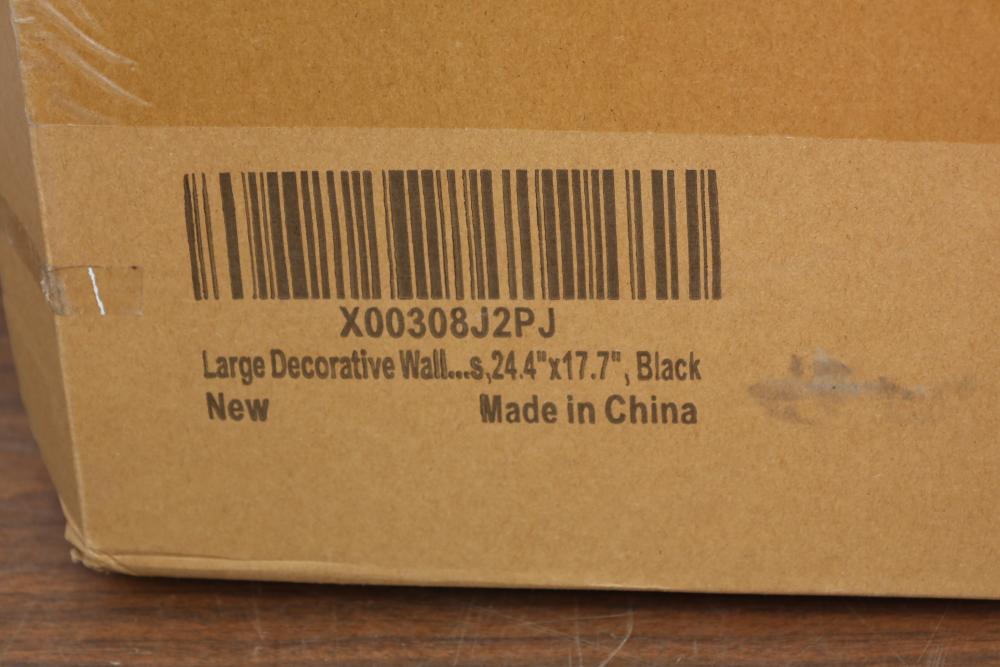 X00308J2PJ
Large Decorative Wall...s,24.4"x17.7", Black
New Made in China